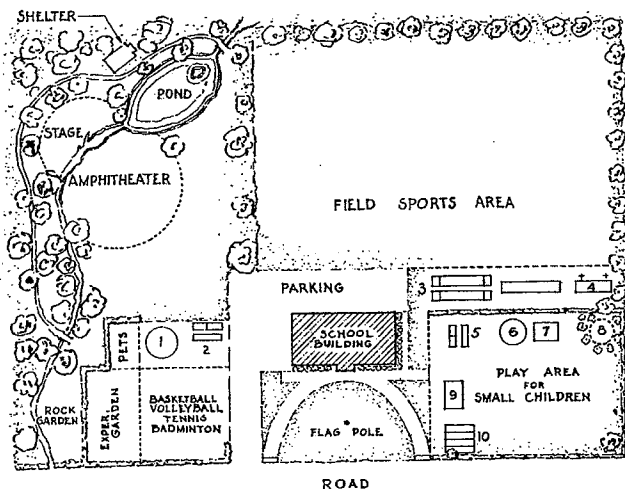 SHELTER
POND
STAGE
AMPHITHEATER
FIELD SPORTS AREA
PARKING
3
4
SCHOOL
BUILDING
PETS
1
2
5
6
7
8
PLAY AREA
FOR
SMALL CHILDREN
9
10
ROCK
GARDEN
EXPER.
GARDEN
BASKETBALL
VOLLEYBALL
TENNIS
BADMINTON
FLAG POLE
ROAD